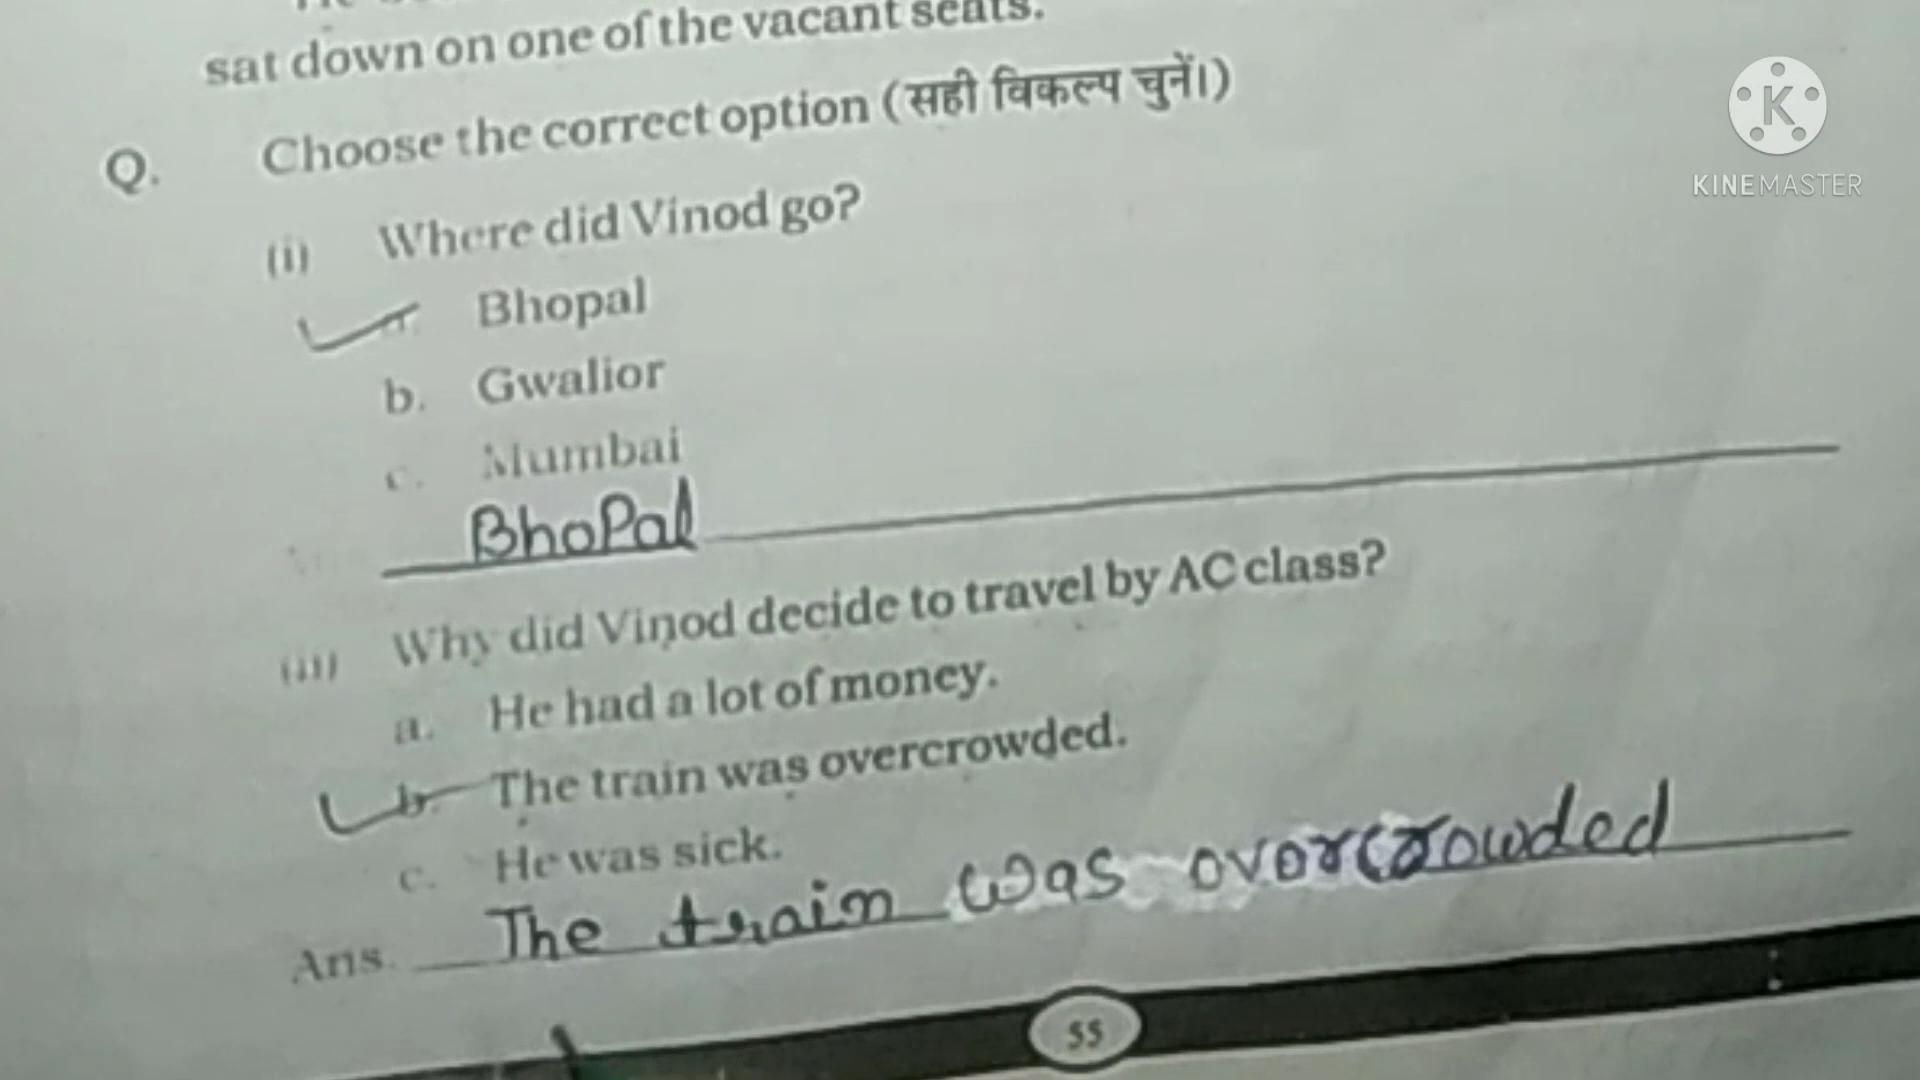 sat down on one of the vacant seats.
Q. Choose the correct option (सही विकल्प चुनें।)
(i) Where did Vinod go?
a. Bhopal
b. Gwalior
c. Mumbai
BhoPal
(ii) Why did Vinod decide to travel by AC class?
a. He had a lot of money.
b. The train was overcrowded.
c. He was sick.
Ans. The train was overcrowded
55
K
KINEMASTER